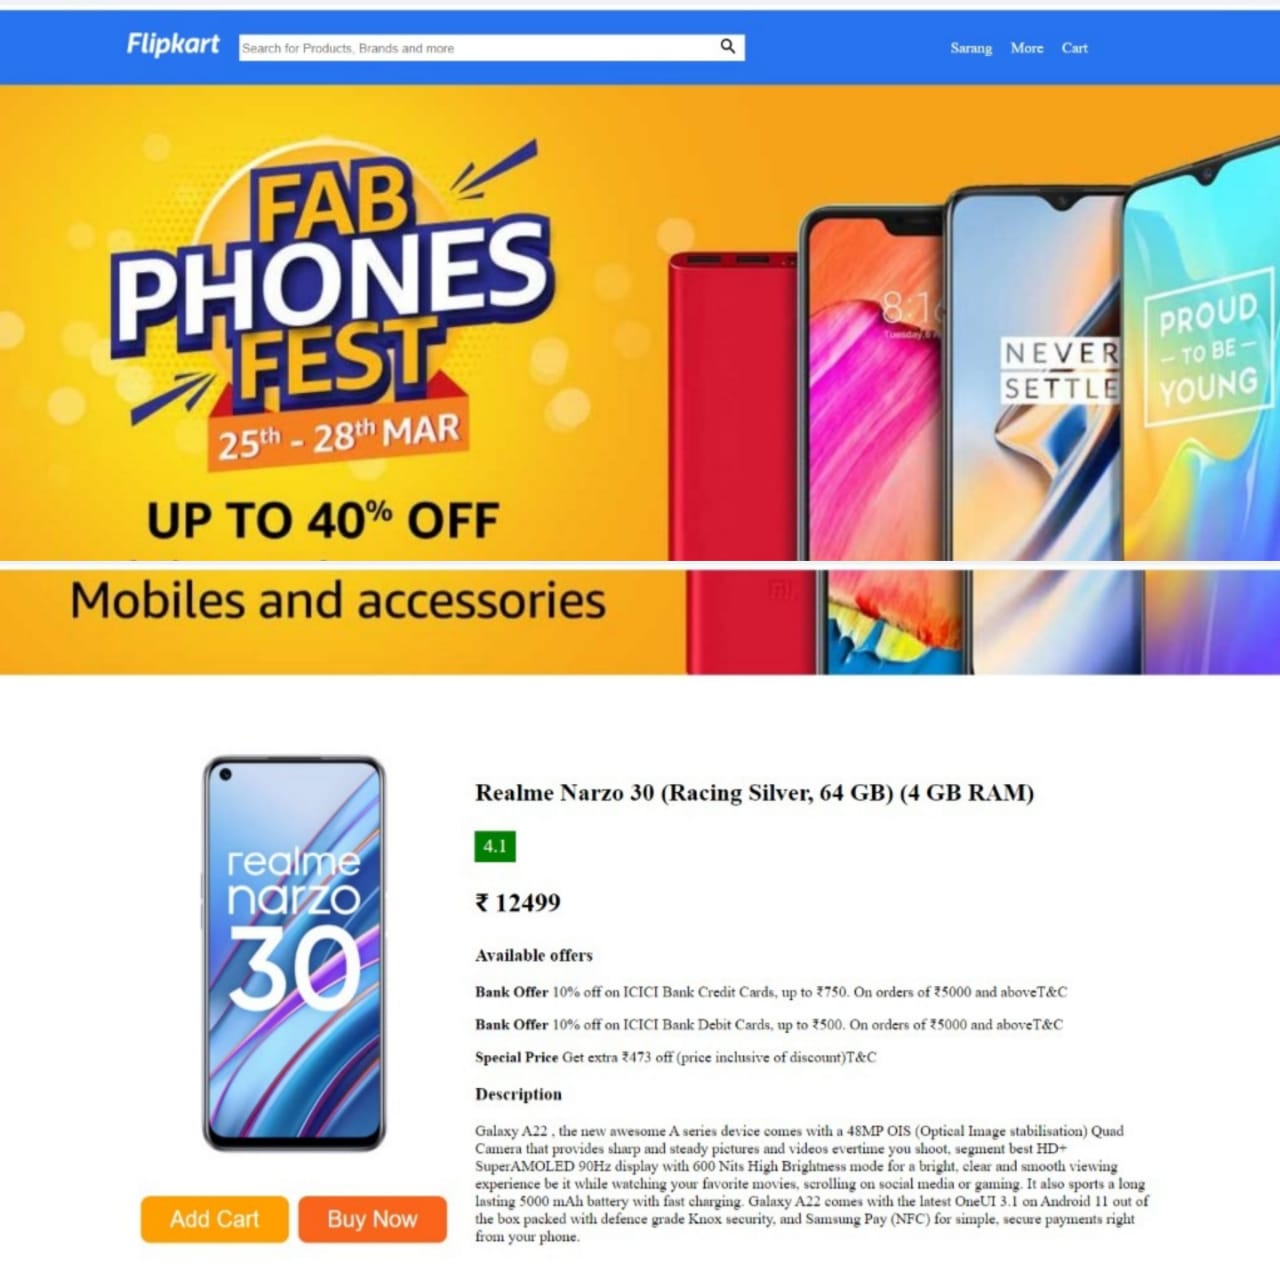 Flipkart
Search for Products, Brands and more
Sarang More Cart
FAB
PHONES
FEST
25th - 28th MAR
UP TO 40% OFF
8:1
Tuesday,
NEVER
SETTLE
PROUD
– TO BE –
YOUNG
Mobiles and accessories
mi
realme
narzo
30
Add Cart
Buy Now
Realme Narzo 30 (Racing Silver, 64 GB) (4 GB RAM)
4.1
₹ 12499
Available offers
Bank Offer 10% off on ICICI Bank Credit Cards, up to ₹750. On orders of ₹5000 and aboveT&C
Bank Offer 10% off on ICICI Bank Debit Cards, up to ₹500. On orders of ₹5000 and aboveT&C
Special Price Get extra ₹473 off (price inclusive of discount)T&C
Description
Galaxy A22 , the new awesome A series device comes with a 48MP OIS (Optical Image stabilisation) Quad
Camera that provides sharp and steady pictures and videos evertime you shoot, segment best HD+
SuperAMOLED 90Hz display with 600 Nits High Brightness mode for a bright, clear and smooth viewing
experience be it while watching your favorite movies, scrolling on social media or gaming. It also sports a long
lasting 5000 mAh battery with fast charging. Galaxy A22 comes with the latest OneUI 3.1 on Android 11 out of
the box packed with defence grade Knox security, and Samsung Pay (NFC) for simple, secure payments right
from your phone.